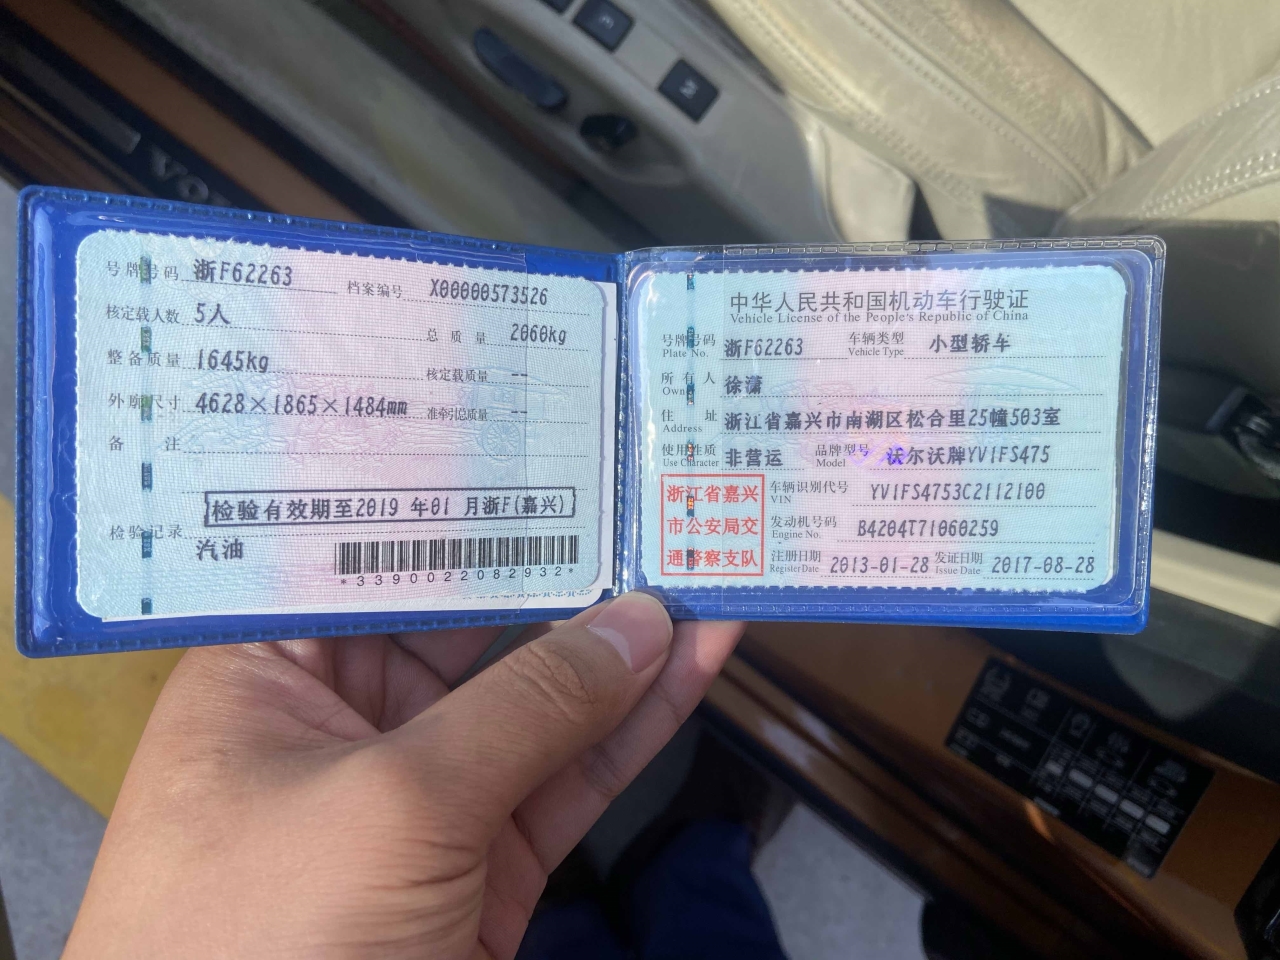 号牌号码 浙F62263 档案编号 X00000573526
核定载人数 5人 总质量 2060kg
整备质量 1645kg 核定载质量 --
外廓尺寸 4628×1865×1484mm 准牵引总质量 --
备注
检验有效期至2019 年01 月浙F(嘉兴)
检验记录
汽油
*3390022082932*
中华人民共和国机动车行驶证
Vehicle License of the People's Republic of China
号牌号码 浙F62263 车辆类型 小型轿车
Plate No. Vehicle Type
所有人 徐潇
Owner
住址 浙江省嘉兴市南湖区松合里25幢503室
Address
使用性质 非营运 品牌型号 沃尔沃牌YV1FS475
Use Character Model
浙江省嘉兴
市公安局交
通警察支队
车辆识别代号 YV1FS4753C2112100
VIN
发动机号码 B4204T71060259
Engine No.
注册日期 2013-01-28 发证日期 2017-08-28
Register Date Issue Date